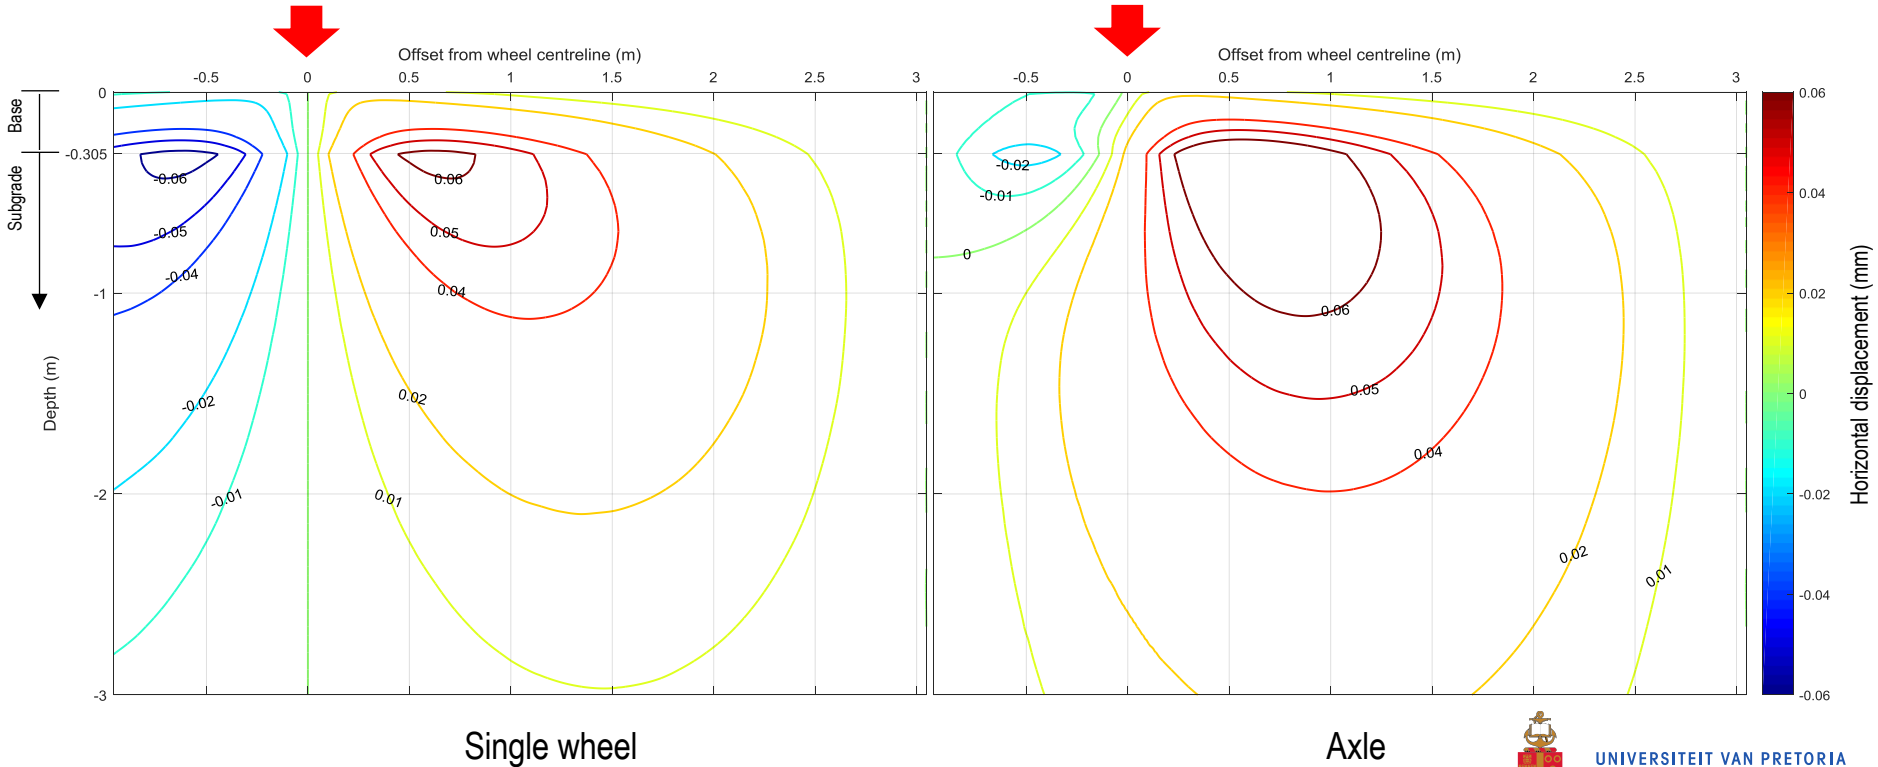 Offset from wheel centreline (m)
-0.5 0 0.5 1 1.5 2 2.5 3
0
-0.305
-1
-2
-3
Base
Subgrade
Depth (m)
-0.06
-0.05
-0.04
-0.02
-0.01
0.06
0.05
0.04
0.02
0.01
Single wheel
Offset from wheel centreline (m)
-0.5 0 0.5 1 1.5 2 2.5 3
-0.02
-0.01
0
0.06
0.05
0.04
0.02
0.01
Axle
0.06
0.04
0.02
0
-0.02
-0.04
-0.06
Horizontal displacement (mm)
UNIVERSITEIT VAN PRETORIA